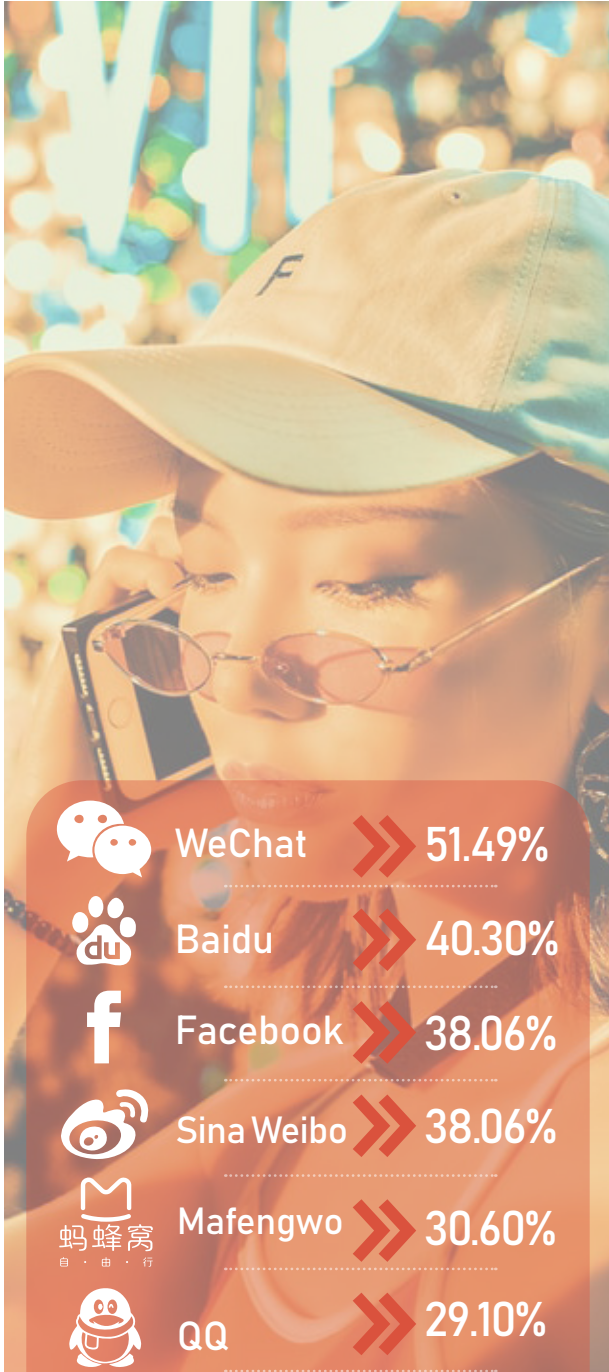 VIP
F
WeChat 51.49%
du
Baidu 40.30%
f
Facebook 38.06%
Sina Weibo 38.06%
蚂蜂窝
自·由·行
Mafengwo 30.60%
QQ 29.10%